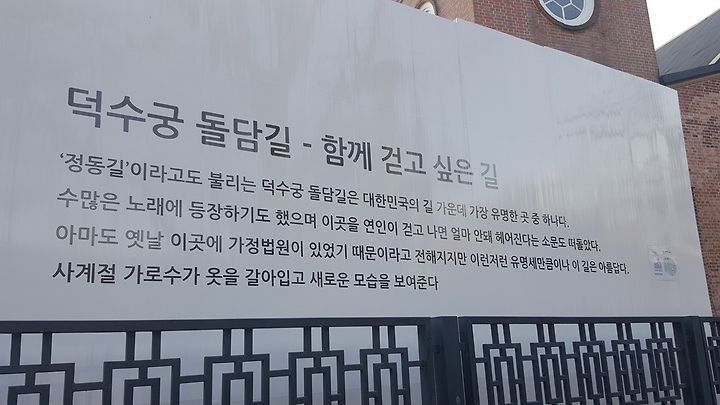 덕수궁 돌담길 - 함께 걷고 싶은 길
‘정동길’이라고도 불리는 덕수궁 돌담길은 대한민국의 길 가운데 가장 유명한 곳 중 하나다.
수많은 노래에 등장하기도 했으며 이곳을 연인이 걷고 나면 얼마 안돼 헤어진다는 소문도 떠돌았다.
아마도 옛날 이곳에 가정법원이 있었기 때문이라고 전해지지만 이런저런 유명세만큼이나 이 길은 아름답다.
사계절 가로수가 옷을 갈아입고 새로운 모습을 보여준다